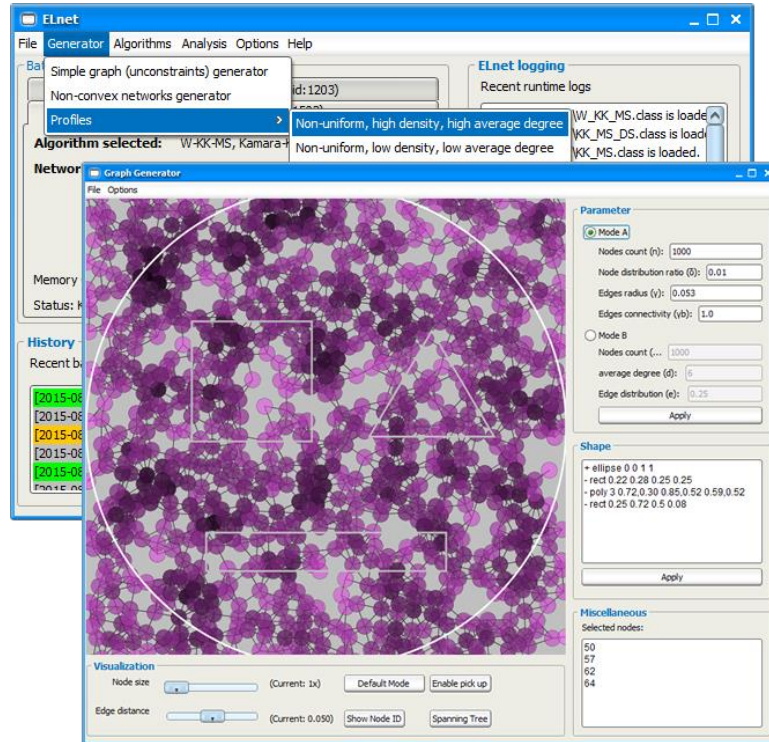 ELnet
File Generator Algorithms Analysis Options Help
Simple graph (unconstraints) generator
Non-convex networks generator
Profiles
Non-uniform, high density, high average degree
Non-uniform, low density, low average degree
id:1203)
ELnet logging
Recent runtime logs
\W_KK_MS.class is loade
\KK_MS_DS.class is load
\KK_MS.class is loaded.
Algorithm selected: W-KK-MS, Kamara-
Networ
Memory
Status:
History
Recent ba
[2015-08
[2015-08
[2015-08
[2015-08
[2015-08
Graph Generator
File Options
Parameter
Mode A
Nodes count (n): 1000
Node distribution ratio (δ): 0.01
Edges radius (γ): 0.053
Edges connectivity (γb): 1.0
Mode B
Nodes count (... 1000
average degree (d): 6
Edge distribution (e): 0.25
Apply
Shape
+ ellipse 0 0 1 1
- rect 0.22 0.28 0.25 0.25
- poly 3 0.72,0.30 0.85,0.52 0.59,0.52
- rect 0.25 0.72 0.5 0.08
Apply
Miscellaneous
Selected nodes:
50
57
62
64
Visualization
Node size (Current: 1x) Default Mode Enable pick up
Edge distance (Current: 0.050) Show Node ID Spanning Tree